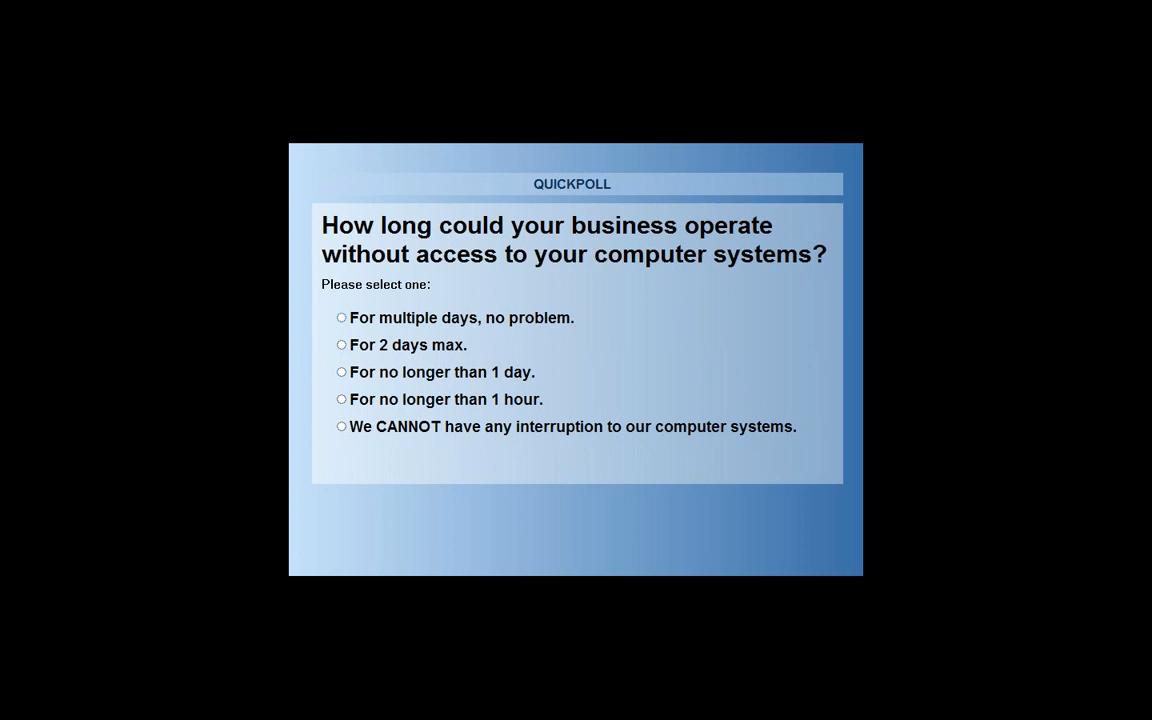 QUICKPOLL
How long could your business operate
without access to your computer systems?
Please select one:
For multiple days, no problem.
For 2 days max.
For no longer than 1 day.
For no longer than 1 hour.
We CANNOT have any interruption to our computer systems.